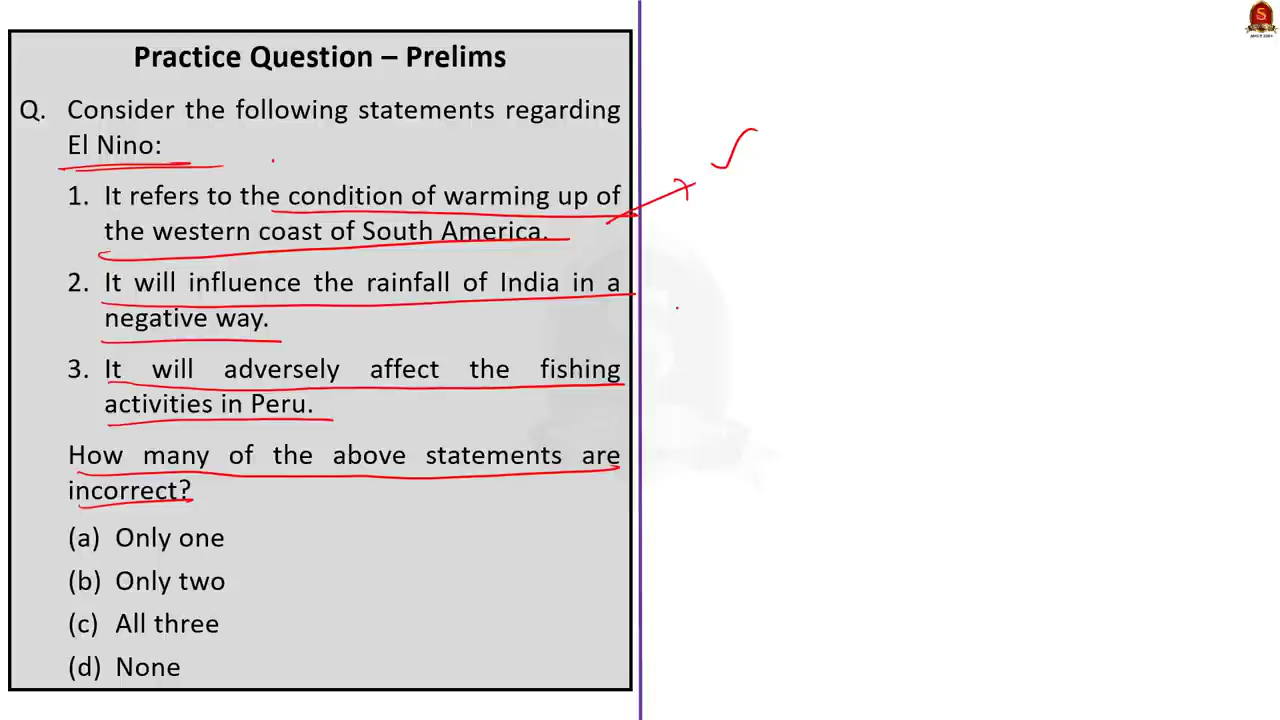 Practice Question – Prelims
Q. Consider the following statements regarding
El Nino:
1. It refers to the condition of warming up of
the western coast of South America.
2. It will influence the rainfall of India in a
negative way.
3. It will adversely affect the fishing
activities in Peru.
How many of the above statements are
incorrect?
(a) Only one
(b) Only two
(c) All three
(d) None